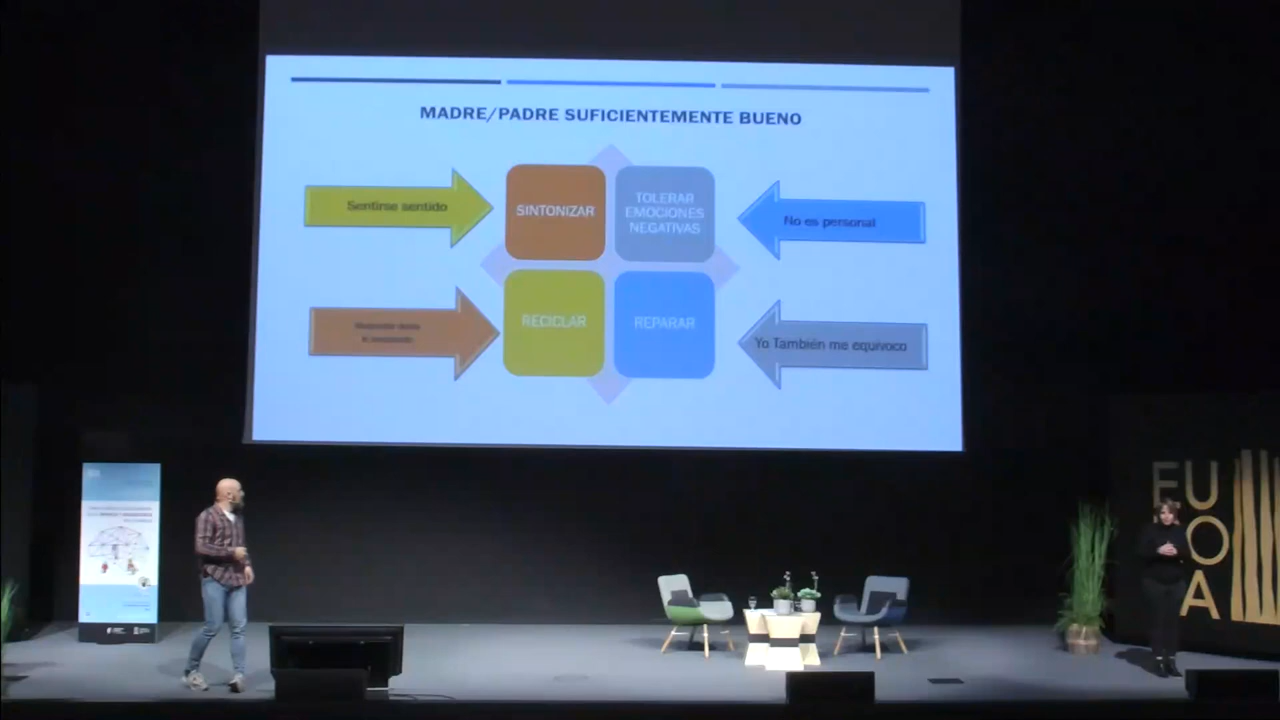 MADRE/PADRE SUFICIENTEMENTE BUENO
Sentirse sentido
SINTONIZAR
TOLERAR
EMOCIONES
NEGATIVAS
No es personal
RECICLAR
REPARAR
Yo También me equivoco
EU
O
A